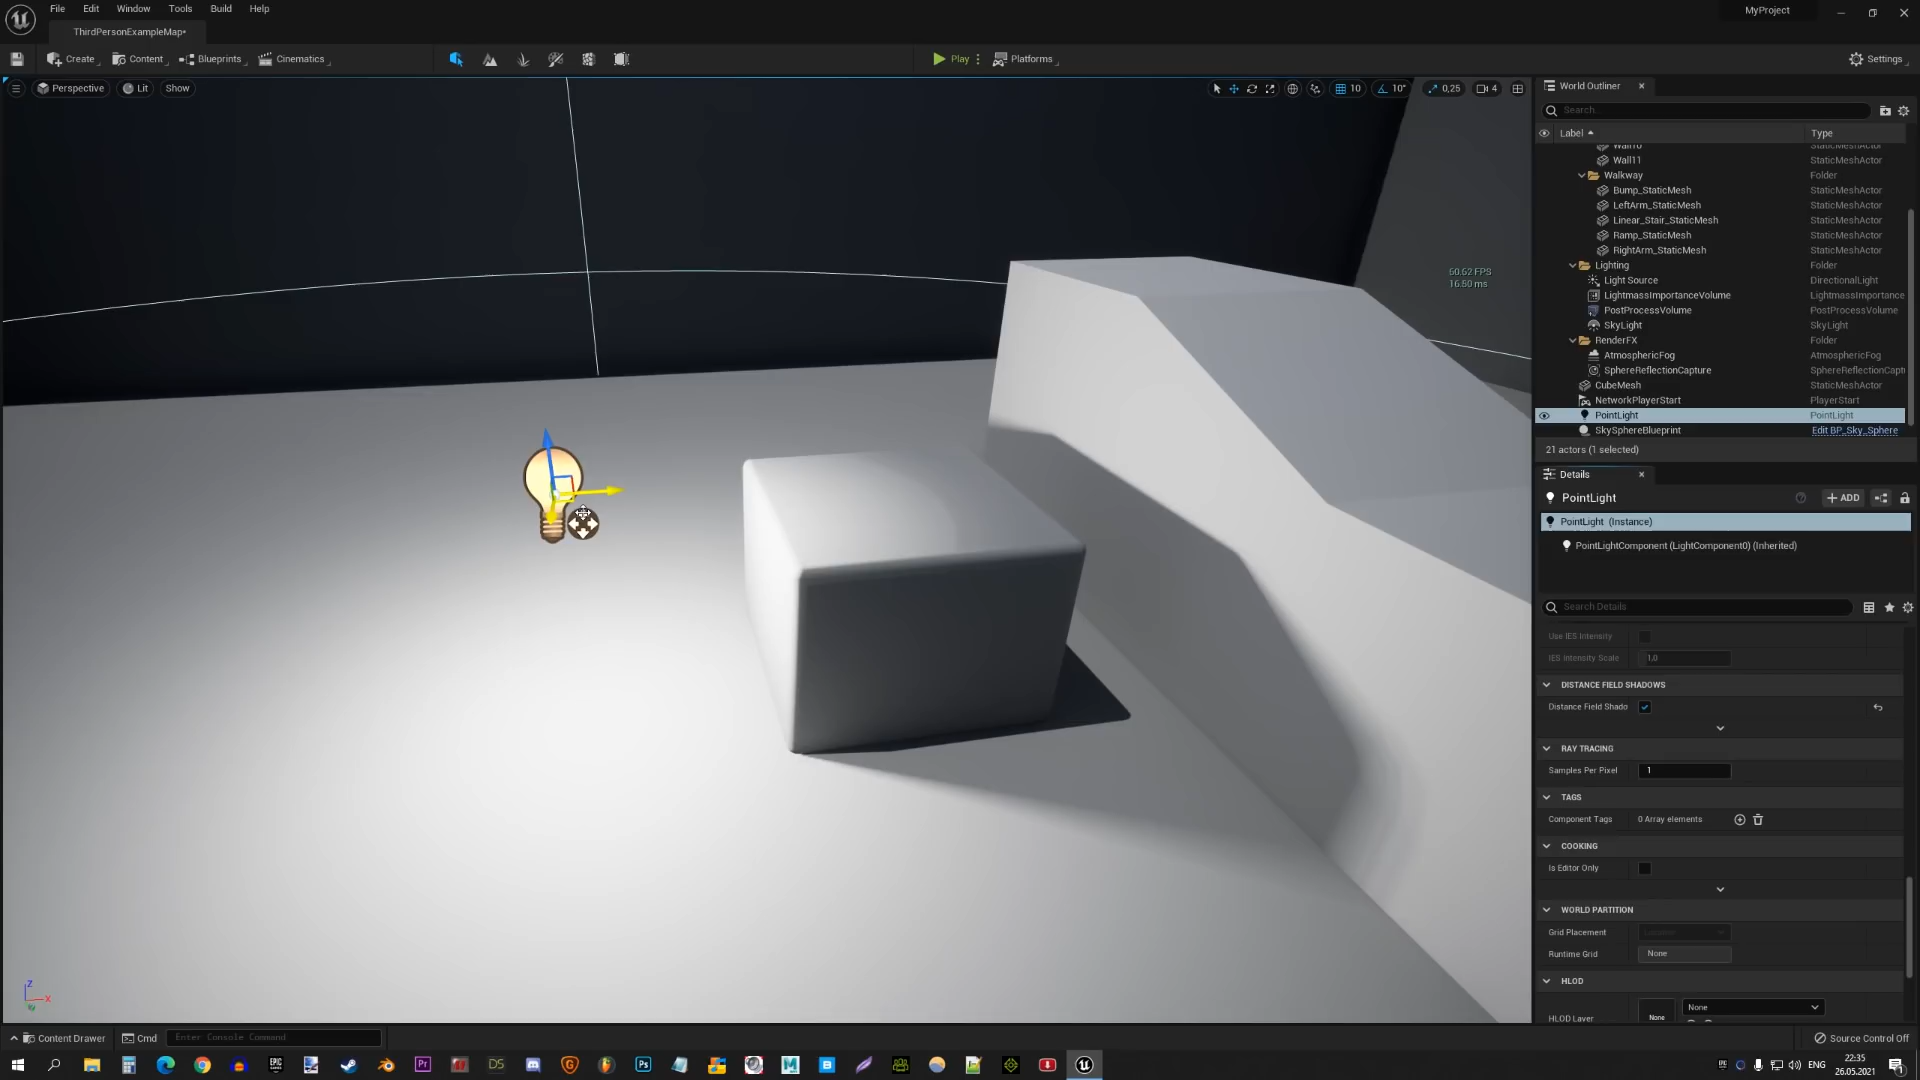 File Edit Window Tools Build Help
MyProject
ThirdPersonExampleMap*
Create Content Blueprints Cinematics
Play Platforms
Settings
Perspective Lit Show
10 10° 0,25 4
World Outliner
Search
Label Type
Wall10 StaticMeshActor
Wall11 StaticMeshActor
Walkway Folder
Bump_StaticMesh StaticMeshActor
LeftArm_StaticMesh StaticMeshActor
Linear_Stair_StaticMesh StaticMeshActor
Ramp_StaticMesh StaticMeshActor
RightArm_StaticMesh StaticMeshActor
Lighting Folder
Light Source DirectionalLight
LightmassImportanceVolume LightmassImportance
PostProcessVolume PostProcessVolume
SkyLight SkyLight
RenderFX Folder
AtmosphericFog AtmosphericFog
SphereReflectionCapture SphereReflectionCapt
CubeMesh StaticMeshActor
NetworkPlayerStart PlayerStart
PointLight PointLight
SkySphereBlueprint Edit BP_Sky_Sphere
21 actors (1 selected)
60.62 FPS
16.50 ms
Details
PointLight
ADD
PointLight (Instance)
PointLightComponent (LightComponent0) (Inherited)
Search Details
Use IES Intensity
IES Intensity Scale 1,0
DISTANCE FIELD SHADOWS
Distance Field Shado
RAY TRACING
Samples Per Pixel 1
TAGS
Component Tags 0 Array elements
COOKING
Is Editor Only
WORLD PARTITION
Grid Placement
Runtime Grid None
HLOD
HLOD Layer None None
Z
X
Content Drawer Cmd Enter Console Command
Source Control Off
EPIC GAMES Pr DS Ps M B
ENG
22:35
26.05.2021